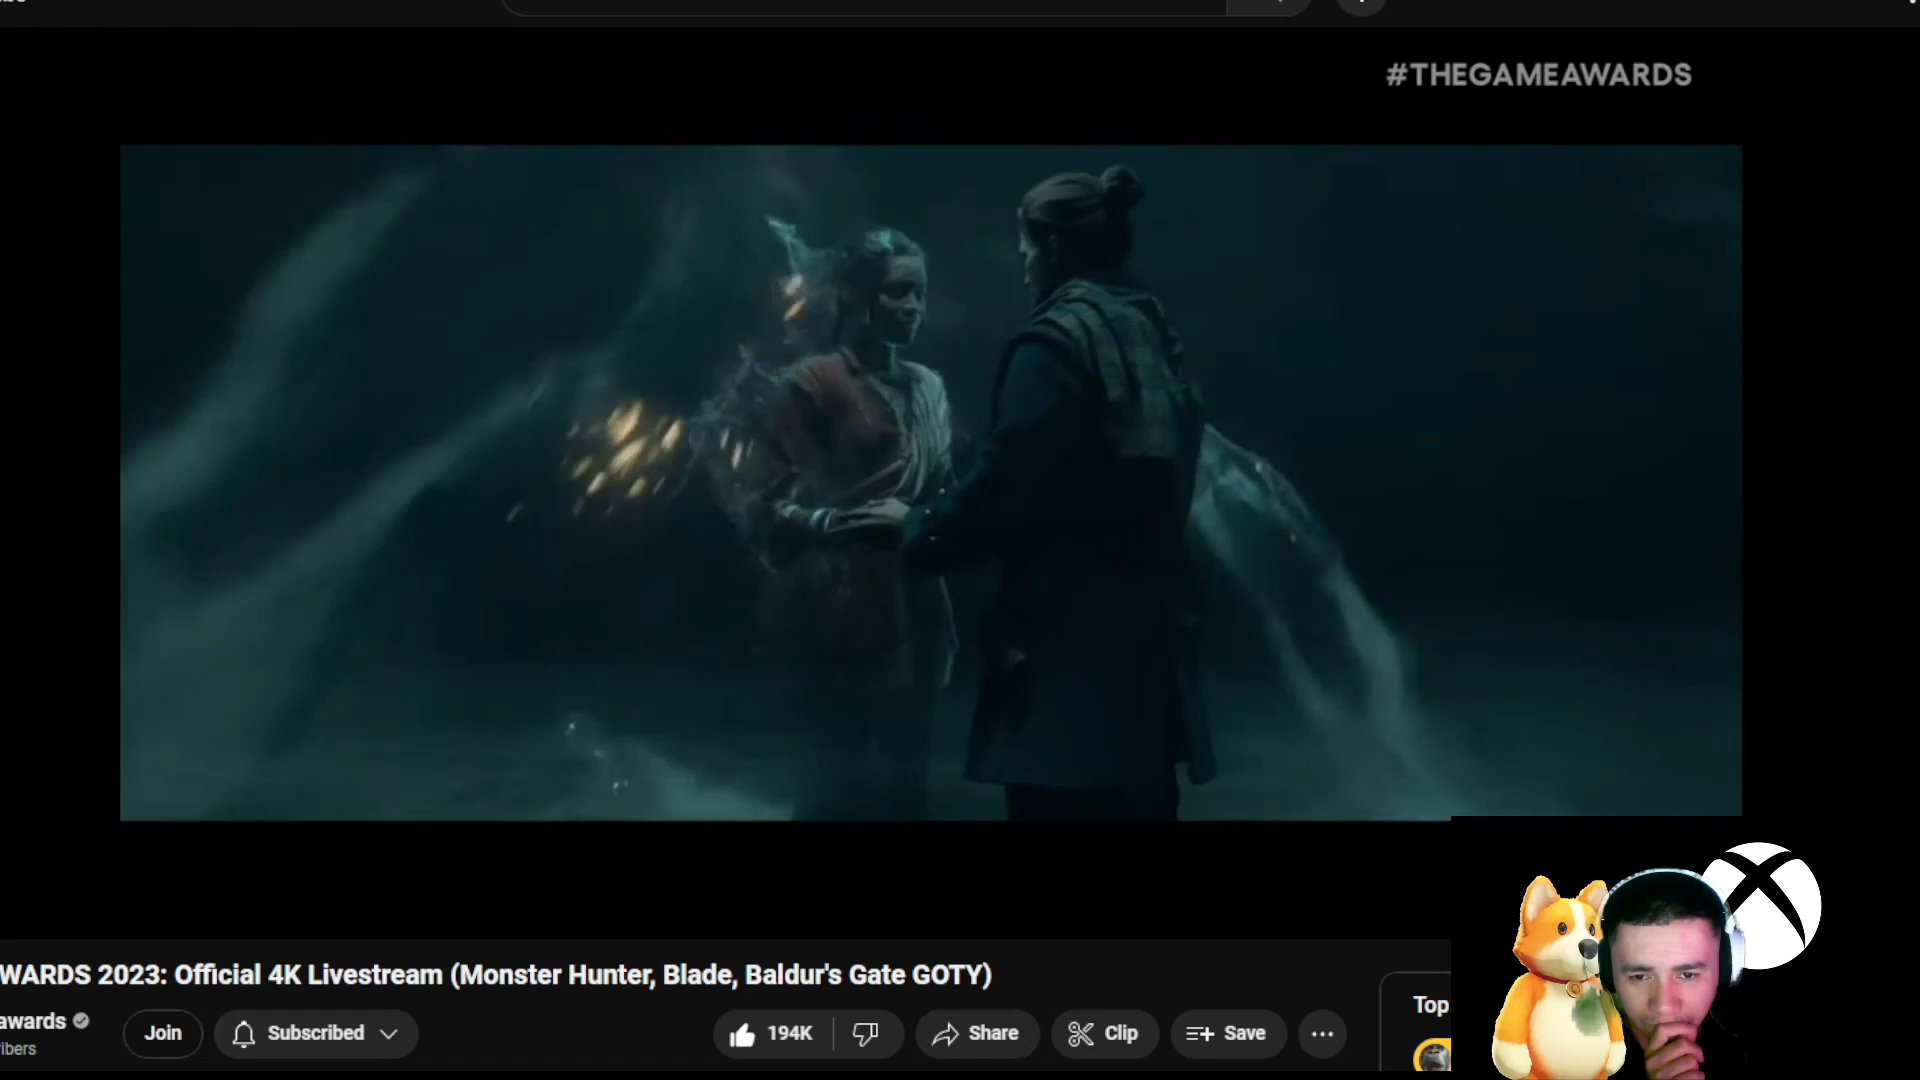 #THEGAMEAWARDS
WARDS 2023: Official 4K Livestream (Monster Hunter, Blade, Baldur's Gate GOTY)
awards
ibers
Join
Subscribed
194K
Share
Clip
Save
Top